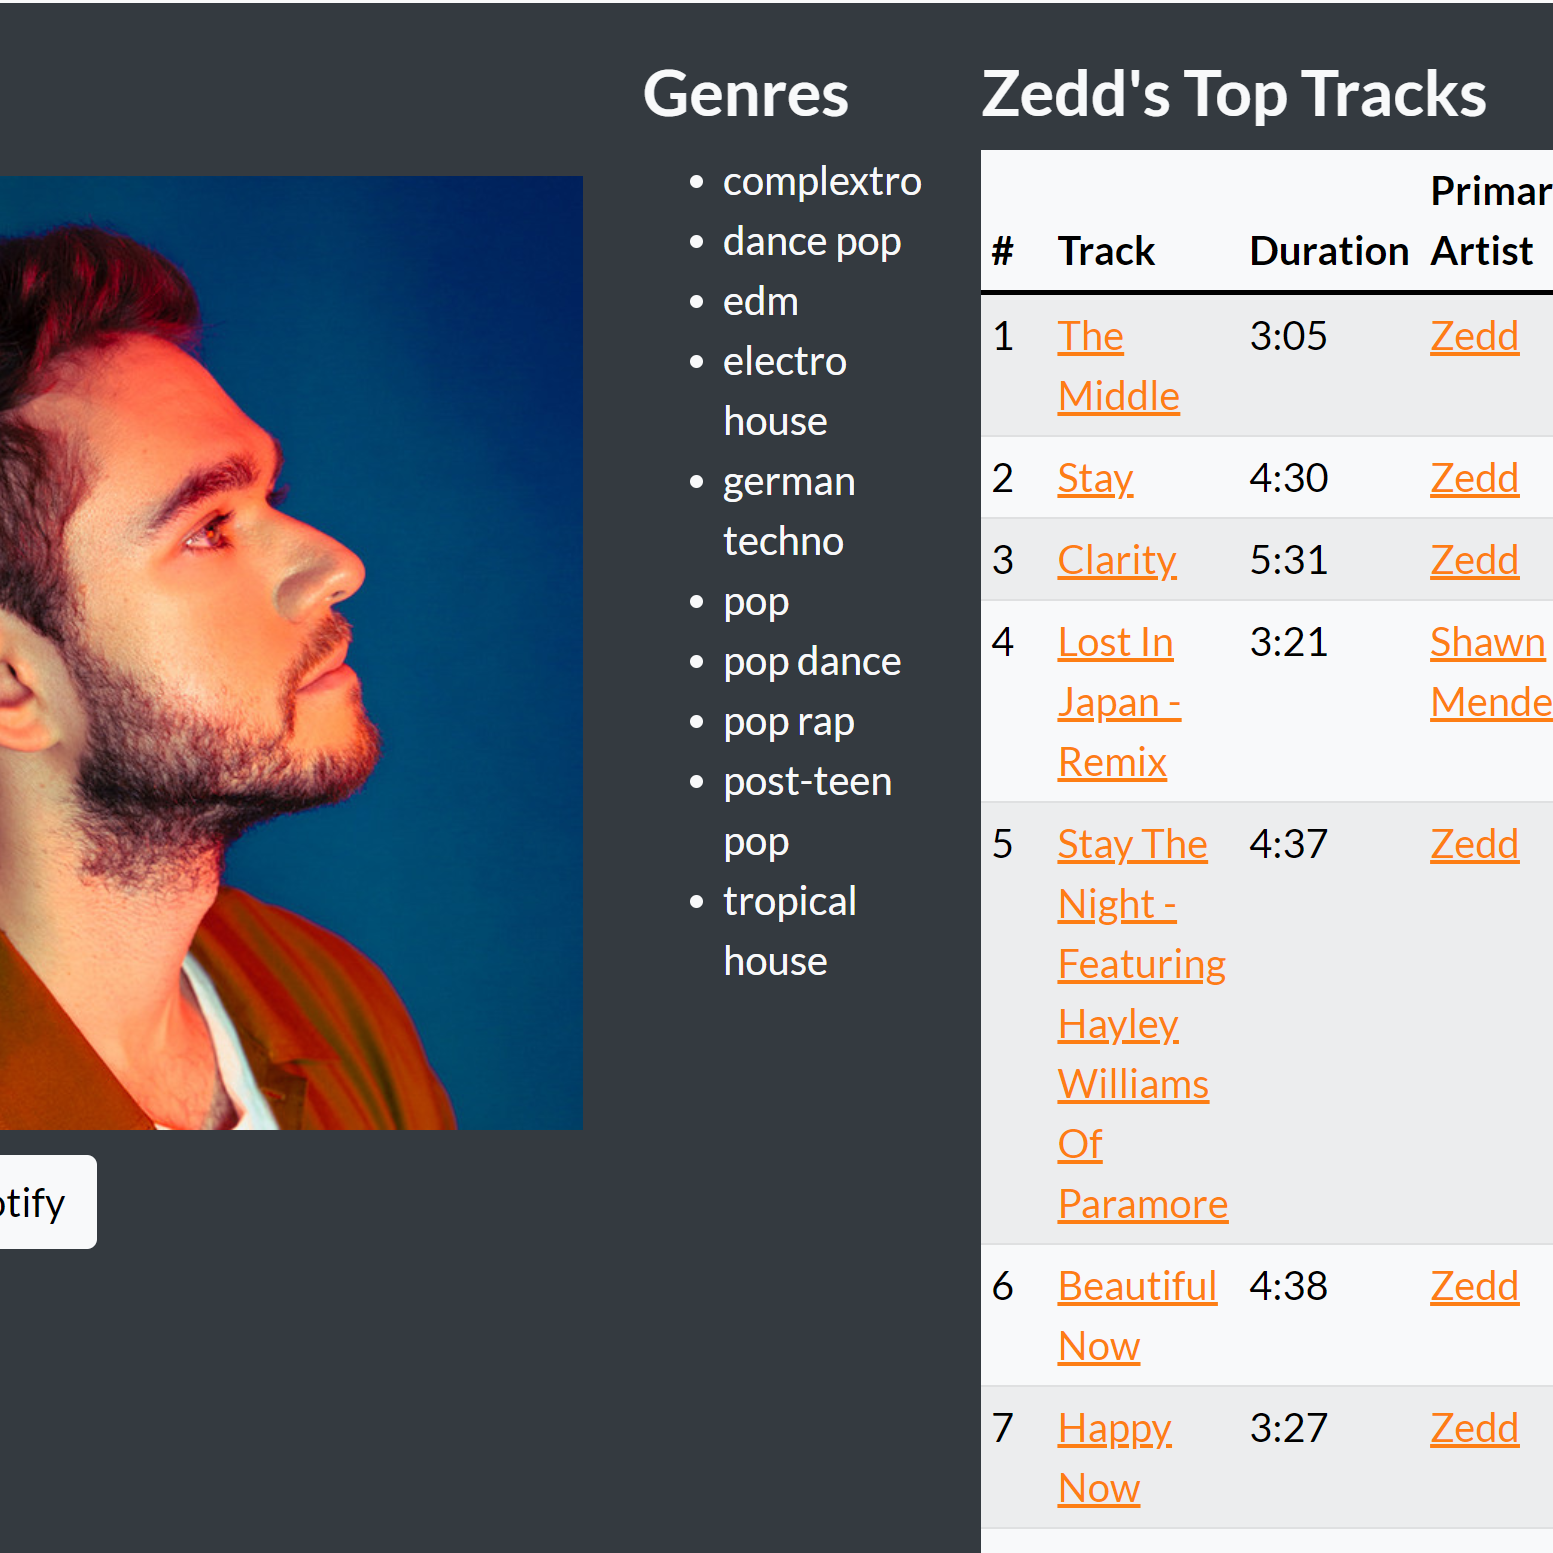 Genres
complextro
dance pop
edm
electro
house
german
techno
pop
pop dance
pop rap
post-teen
pop
tropical
house
Zedd's Top Tracks
# Track Duration Artist
1 The 3:05 Zedd
Middle
2 Stay 4:30 Zedd
3 Clarity 5:31 Zedd
4 Lost In 3:21 Shawn
Japan -
Remix
5 Stay The 4:37 Zedd
Night -
Featuring
Hayley
Williams
Of
Paramore
6 Beautiful 4:38 Zedd
Now
7 Happy 3:27 Zedd
Now